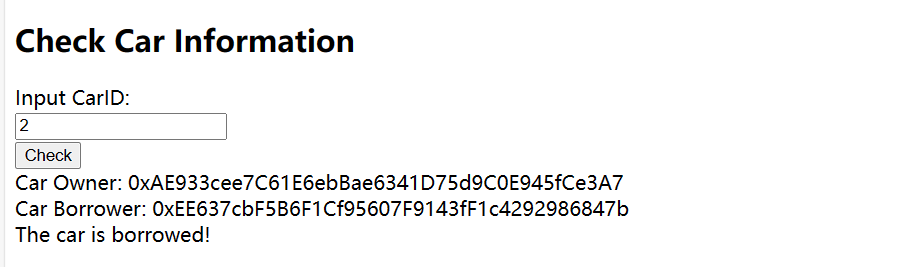 Check Car Information
Input CarID:
2
Check
Car Owner: 0xAE933cee7C61E6ebBae6341D75d9C0E945fCe3A7
Car Borrower: 0xEE637cbF5B6F1Cf95607F9143fF1c4292986847b
The car is borrowed!